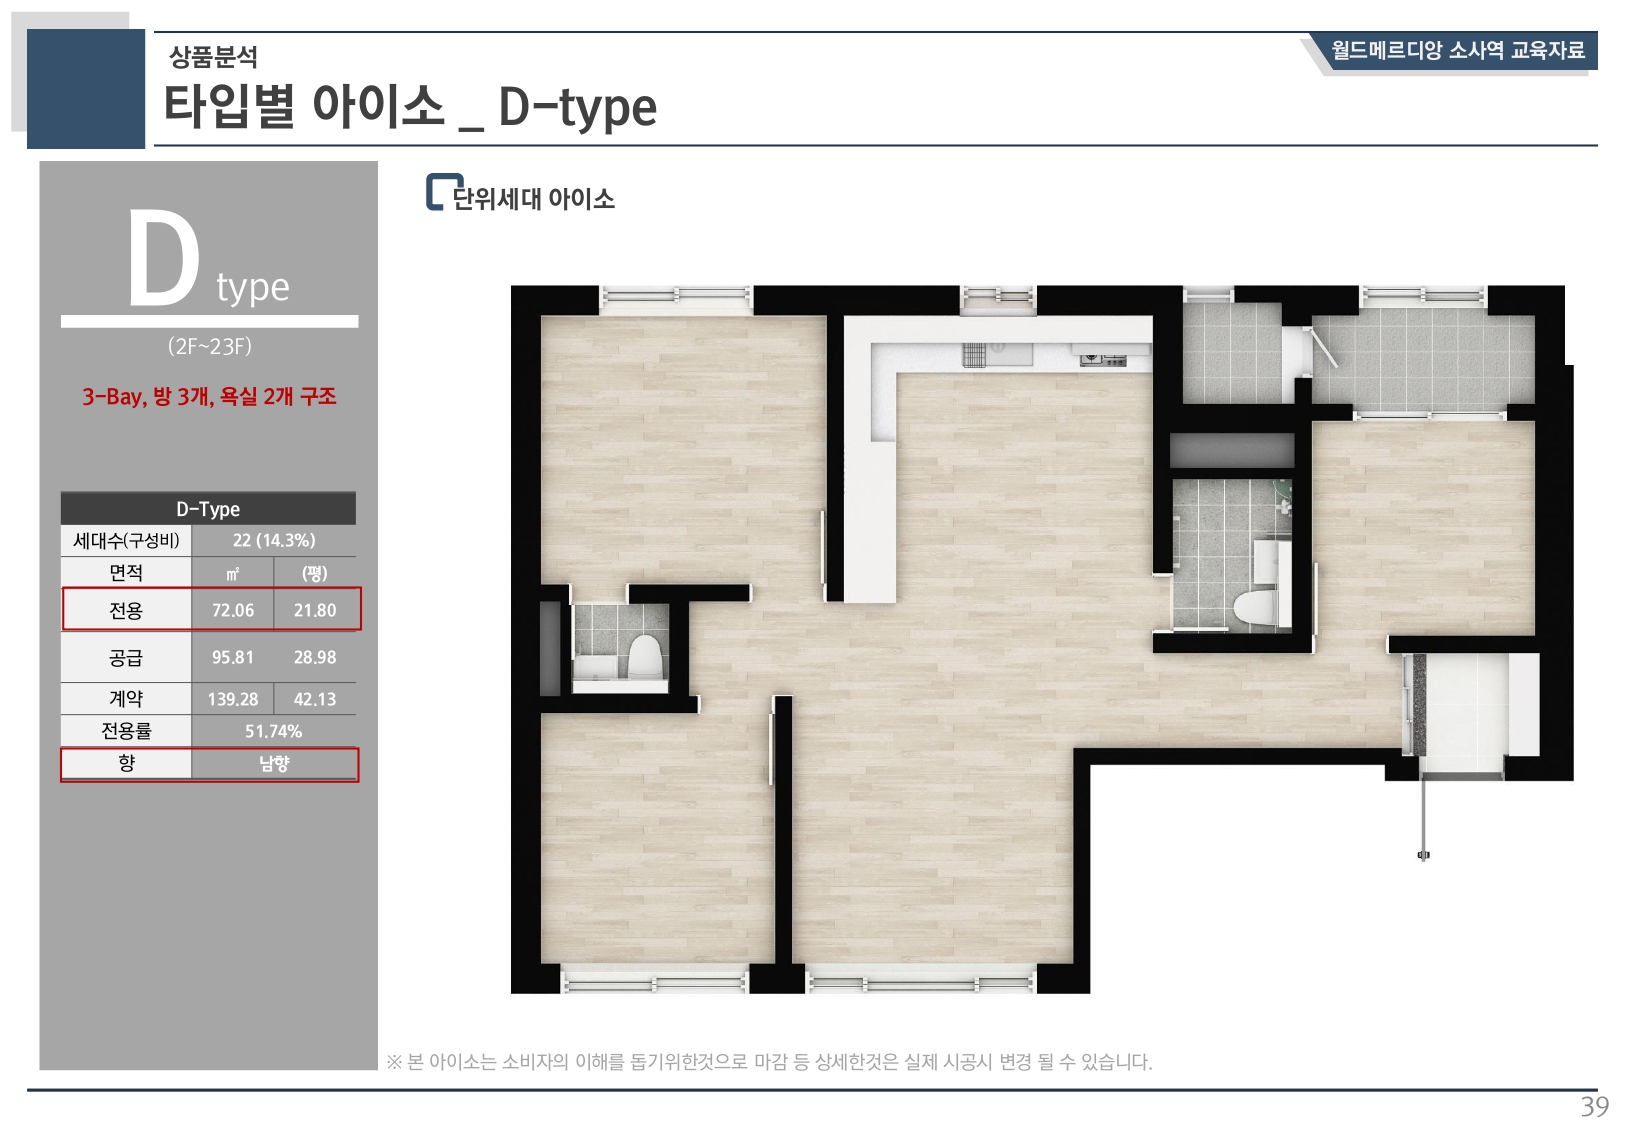 상품분석
월드메르디앙 소사역 교육자료
타입별 아이소 _ D-type
D type
(2F~23F)
3-Bay, 방 3개, 욕실 2개 구조
D-Type
세대수(구성비) 22 (14.3%)
면적 ㎡ (평)
전용 72.06 21.80
공급 95.81 28.98
계약 139.28 42.13
전용률 51.74%
향 남향
단위세대 아이소
※ 본 아이소는 소비자의 이해를 돕기위한것으로 마감 등 상세한것은 실제 시공시 변경 될 수 있습니다.
39